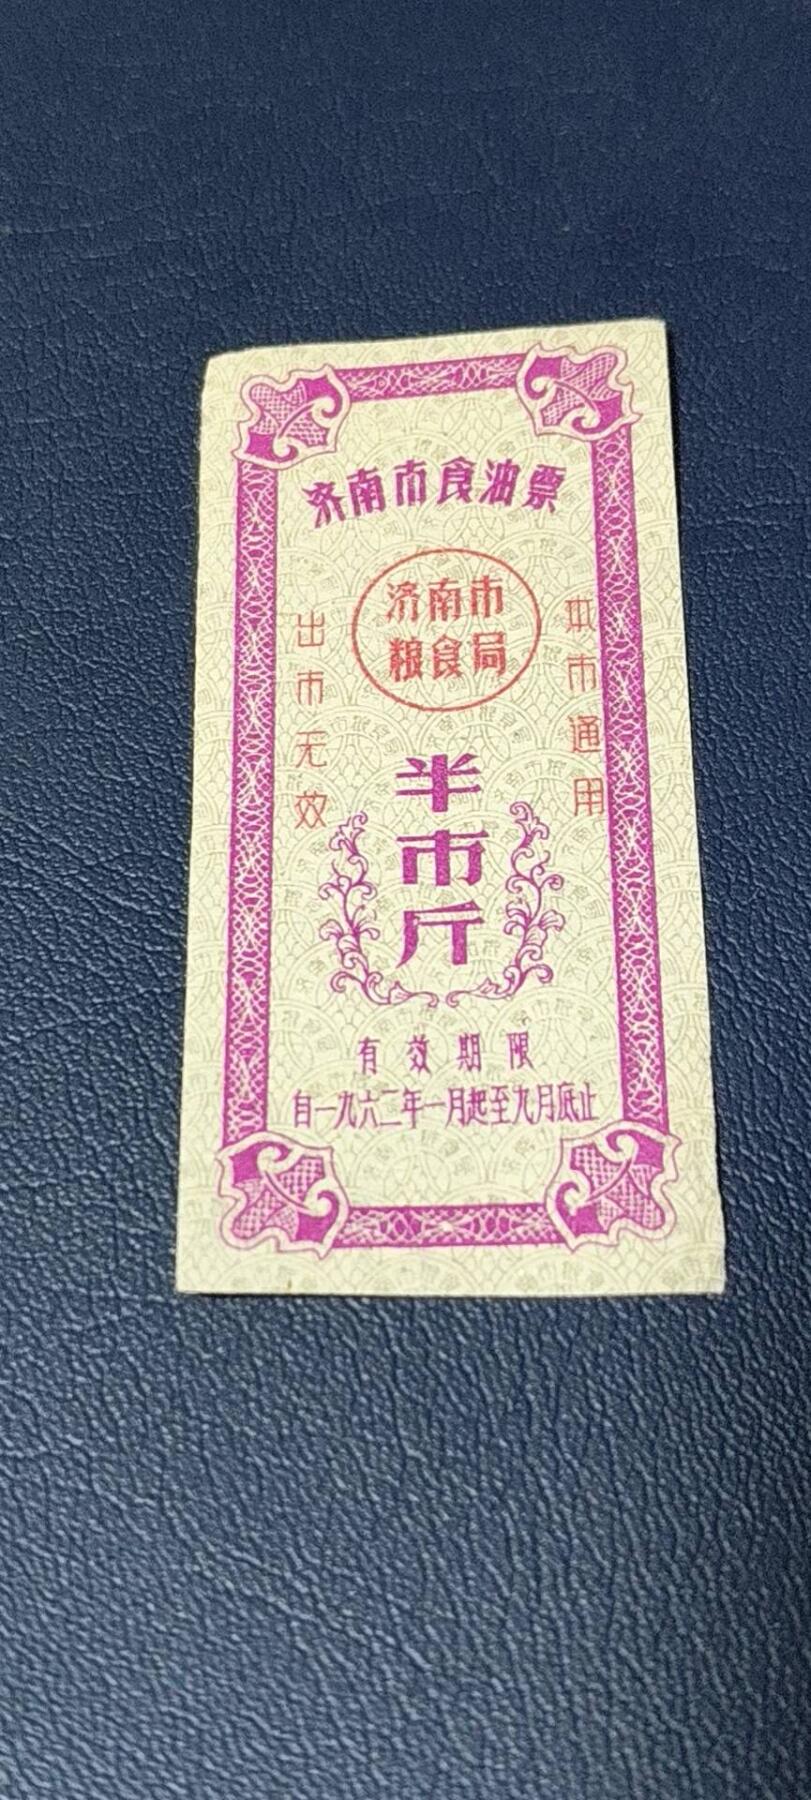 济南市食油票
济南市
粮食局
本市通用
出市无效
半市斤
有效期限
自一九六二年一月起至九月底止